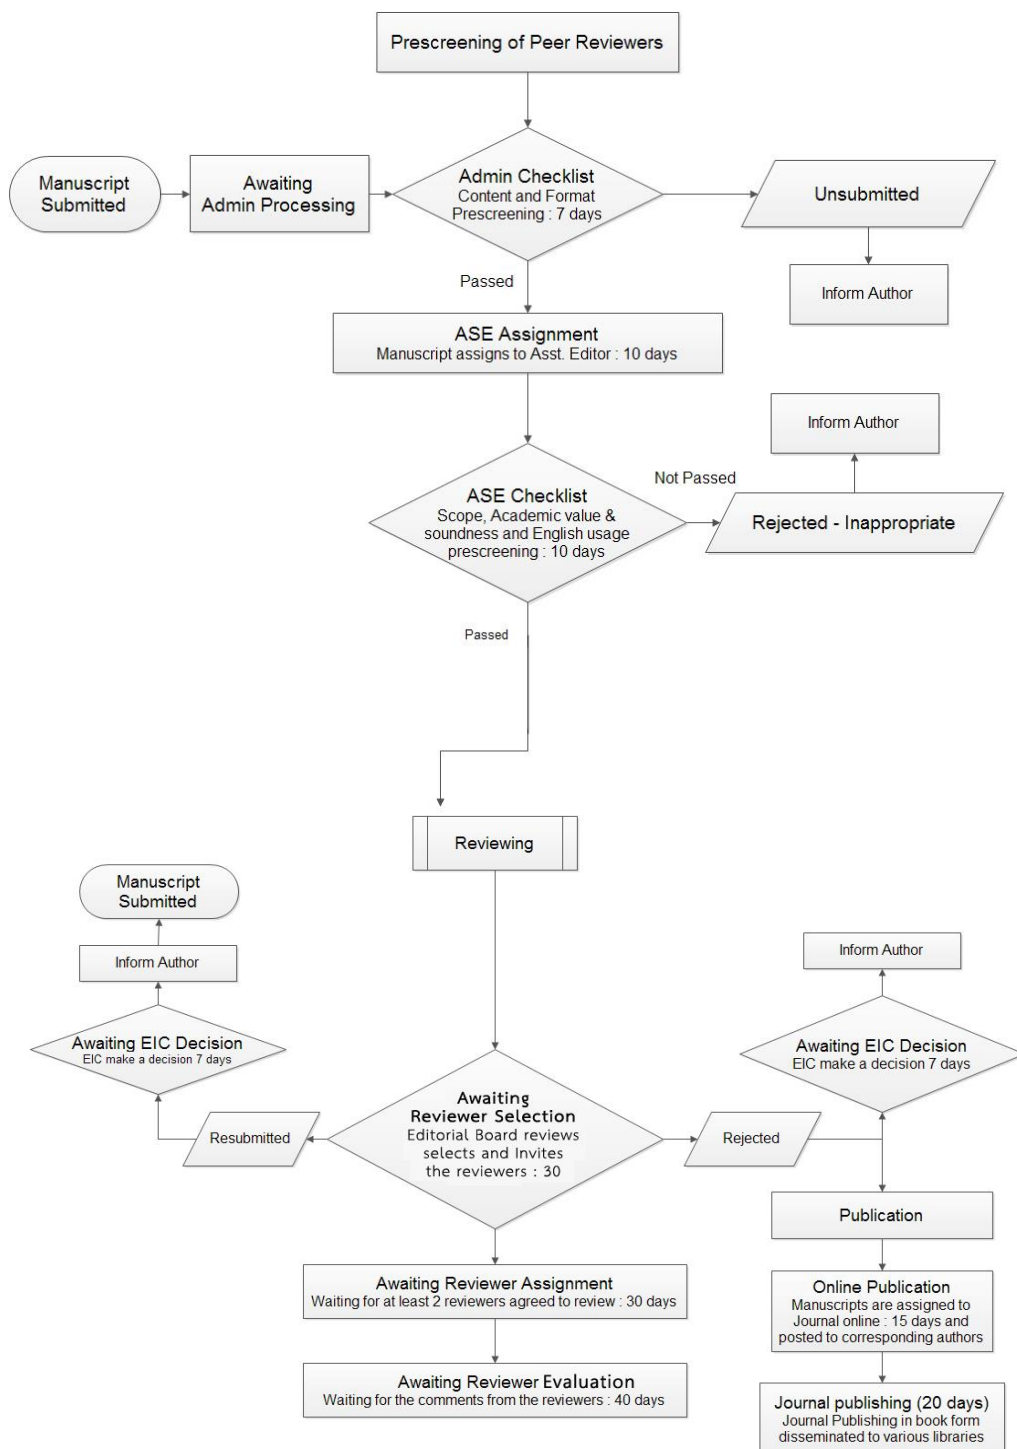 Prescreening of Peer Reviewers
Manuscript
Submitted
Awaiting
Admin Processing
Admin Checklist
Content and Format
Prescreening : 7 days
Unsubmitted
Inform Author
Passed
ASE Assignment
Manuscript assigns to Asst. Editor : 10 days
Inform Author
Not Passed
ASE Checklist
Scope, Academic value &
soundness and English usage
prescreening : 10 days
Rejected - Inappropriate
Passed
Reviewing
Manuscript
Submitted
Inform Author
Awaiting EIC Decision
EIC make a decision 7 days
Inform Author
Awaiting EIC Decision
EIC make a decision 7 days
Resubmitted
Awaiting
Reviewer Selection
Editorial Board reviews
selects and Invites
the reviewers : 30
Rejected
Publication
Awaiting Reviewer Assignment
Waiting for at least 2 reviewers agreed to review : 30 days
Online Publication
Manuscripts are assigned to
Journal online : 15 days and
posted to corresponding authors
Awaiting Reviewer Evaluation
Waiting for the comments from the reviewers : 40 days
Journal publishing (20 days)
Journal Publishing in book form
disseminated to various libraries